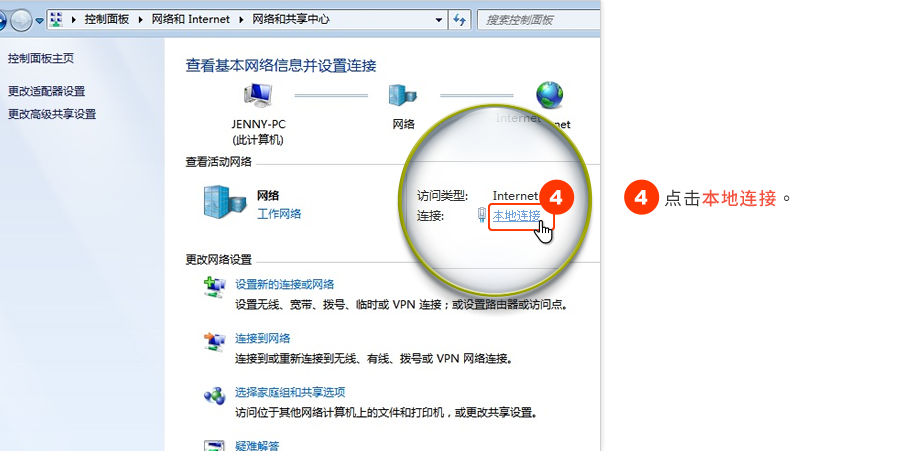 控制面板 网络和 Internet 网络和共享中心 搜索控制面板
控制面板主页
更改适配器设置
更改高级共享设置
查看基本网络信息并设置连接
JENNY-PC
(此计算机)
网络
Internet
查看活动网络
网络
工作网络
访问类型: Internet
连接: 本地连接
4
4 点击本地连接。
更改网络设置
设置新的连接或网络
设置无线、宽带、拨号、临时或 VPN 连接；或设置路由器或访问点。
连接到网络
连接到或重新连接到无线、有线、拨号或 VPN 网络连接。
选择家庭组和共享选项
访问位于其他网络计算机上的文件和打印机，或更改共享设置。
疑难解答